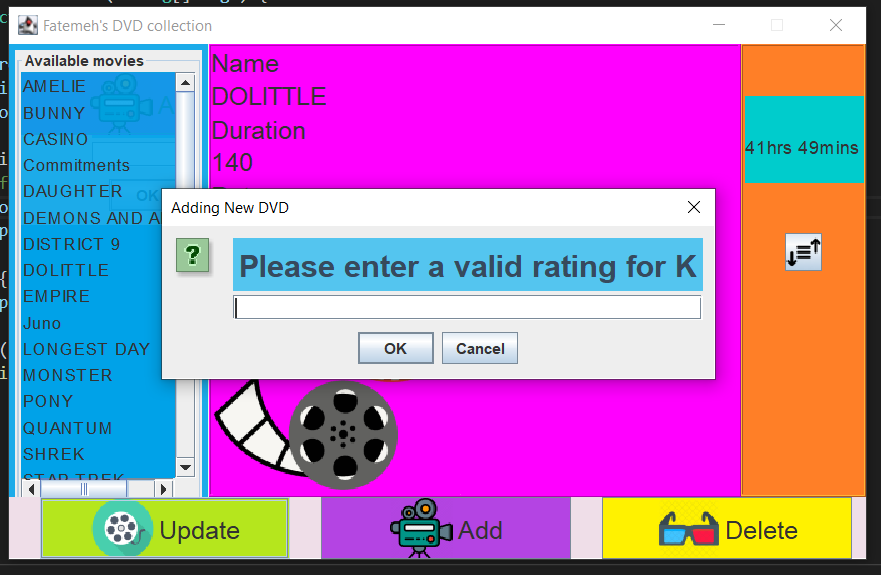 Fatemeh's DVD collection
Available movies
AMELIE
BUNNY
CASINO
Commitments
DAUGHTER
DEMONS AND A
DISTRICT 9
DOLITTLE
EMPIRE
Juno
LONGEST DAY
MONSTER
PONY
QUANTUM
SHREK
STAR TREK
OK
Name
DOLITTLE
Duration
140
41hrs 49mins
Adding New DVD
?
Please enter a valid rating for K
OK
Cancel
Update
Add
Delete